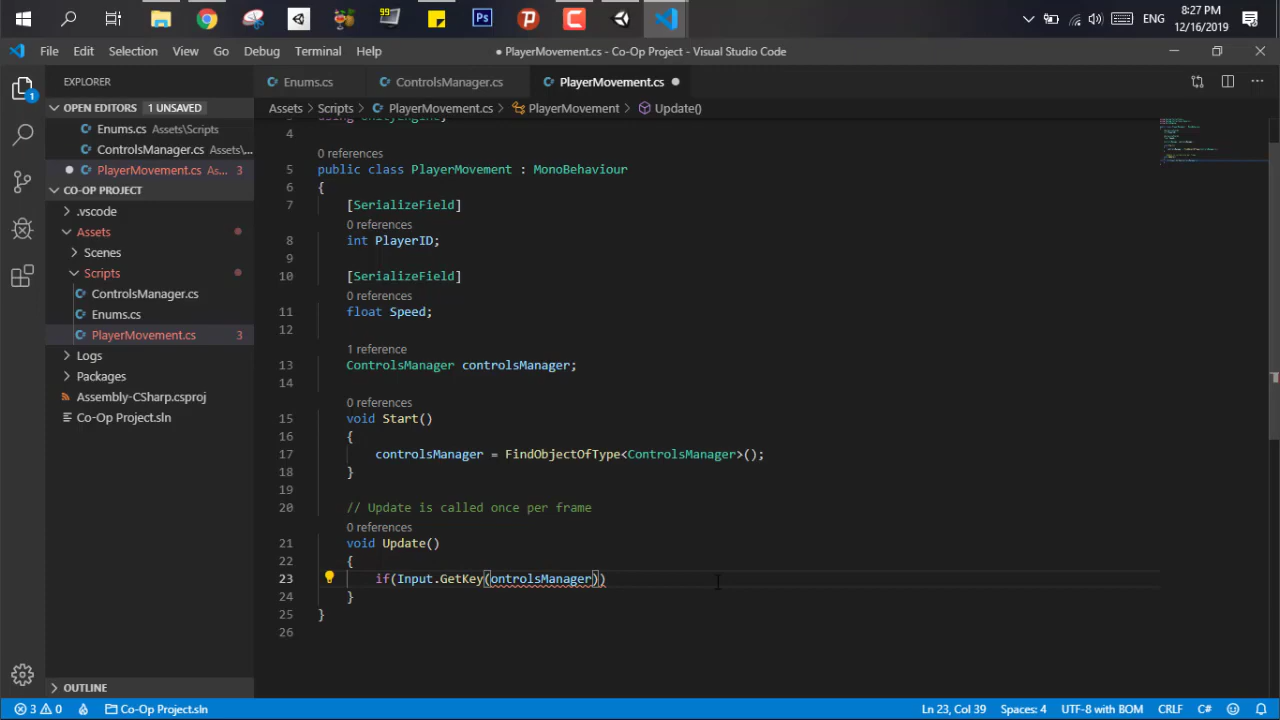 8:27 PM
ENG
12/16/2019
99
File Edit Selection View Go Debug Terminal Help
● PlayerMovement.cs - Co-Op Project - Visual Studio Code
EXPLORER
Enums.cs ControlsManager.cs PlayerMovement.cs
OPEN EDITORS 1 UNSAVED
Assets > Scripts > PlayerMovement.cs > PlayerMovement > Update()
1
Enums.cs Assets\Scripts
ControlsManager.cs Assets\...
PlayerMovement.cs As... 3
CO-OP PROJECT
.vscode
Assets
Scenes
Scripts
ControlsManager.cs
Enums.cs
PlayerMovement.cs 3
Logs
Packages
Assembly-CSharp.csproj
Co-Op Project.sln
OUTLINE
3 using UnityEngine;
4
0 references
5 public class PlayerMovement : MonoBehaviour
6 {
7 [SerializeField]
0 references
8 int PlayerID;
9
10 [SerializeField]
0 references
11 float Speed;
12
1 reference
13 ControlsManager controlsManager;
14
0 references
15 void Start()
16 {
17 controlsManager = FindObjectOfType<ControlsManager>();
18 }
19
20 // Update is called once per frame
0 references
21 void Update()
22 {
23 if(Input.GetKey(ontrolsManager))
24 }
25 }
26
3 0 Co-Op Project.sln Ln 23, Col 39 Spaces: 4 UTF-8 with BOM CRLF C#